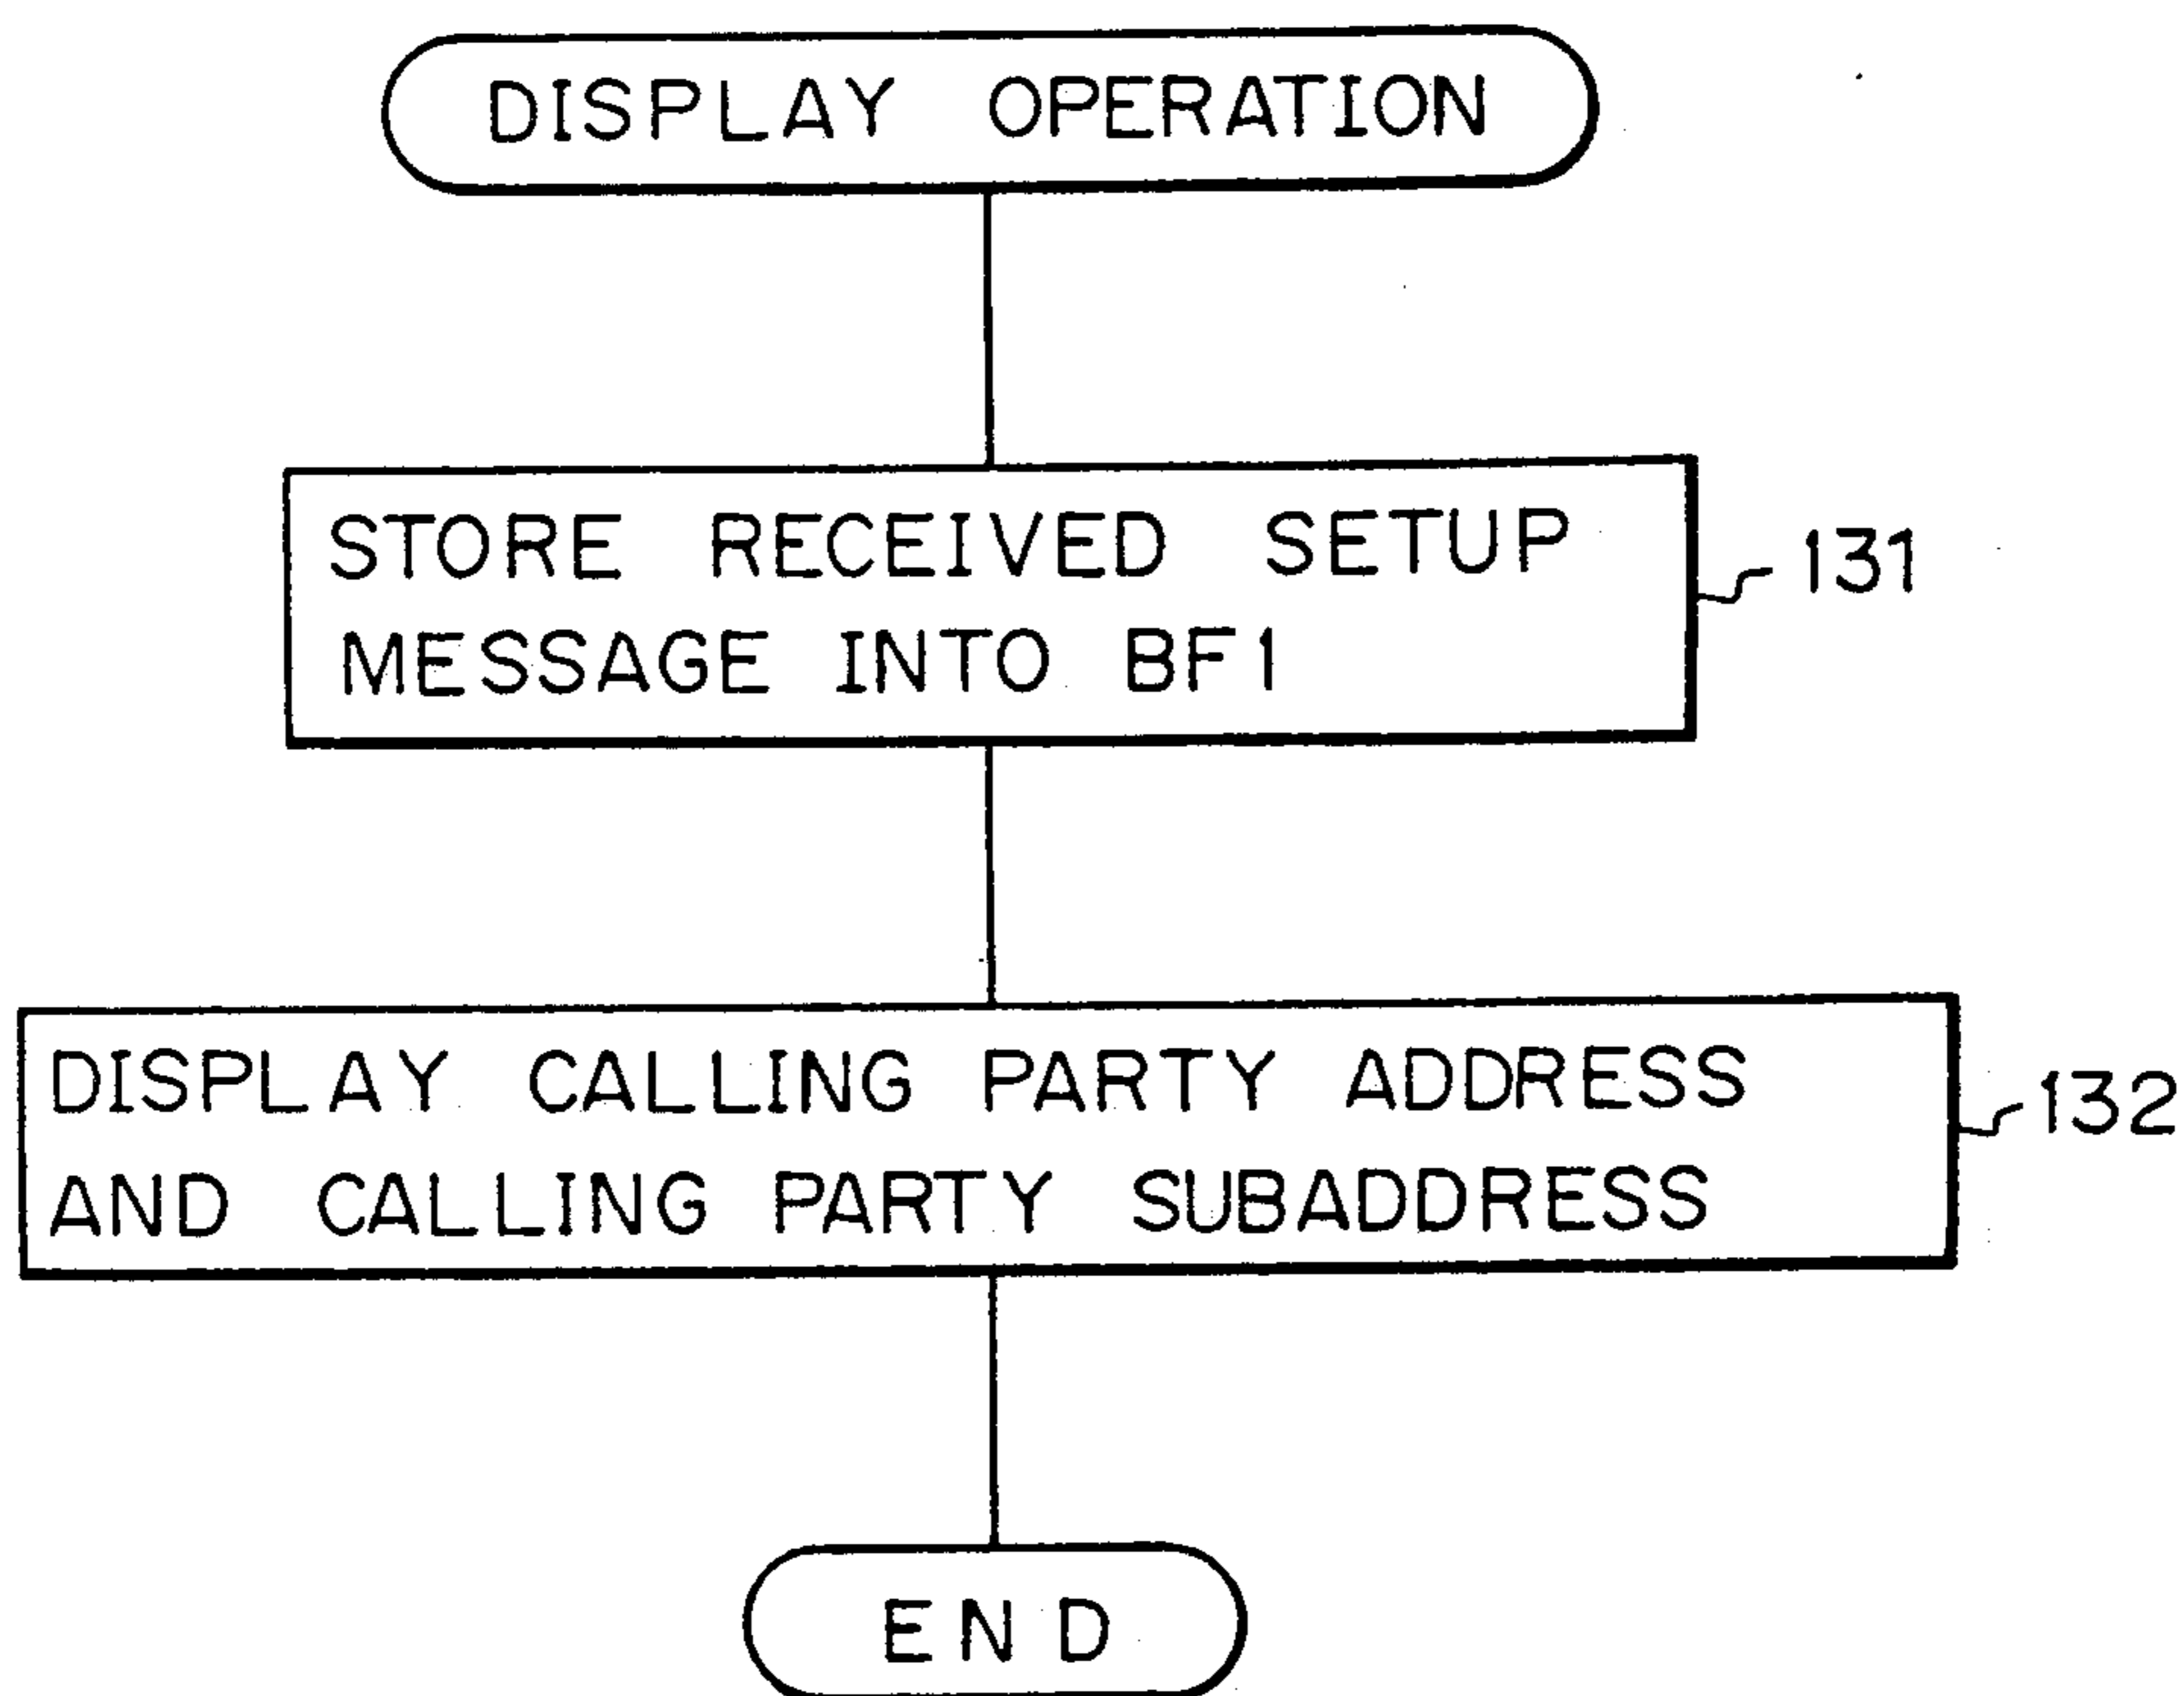 DISPLAY OPERATION
STORE RECEIVED SETUP
MESSAGE INTO BF1
131
DISPLAY CALLING PARTY ADDRESS
AND CALLING PARTY SUBADDRESS
132
END